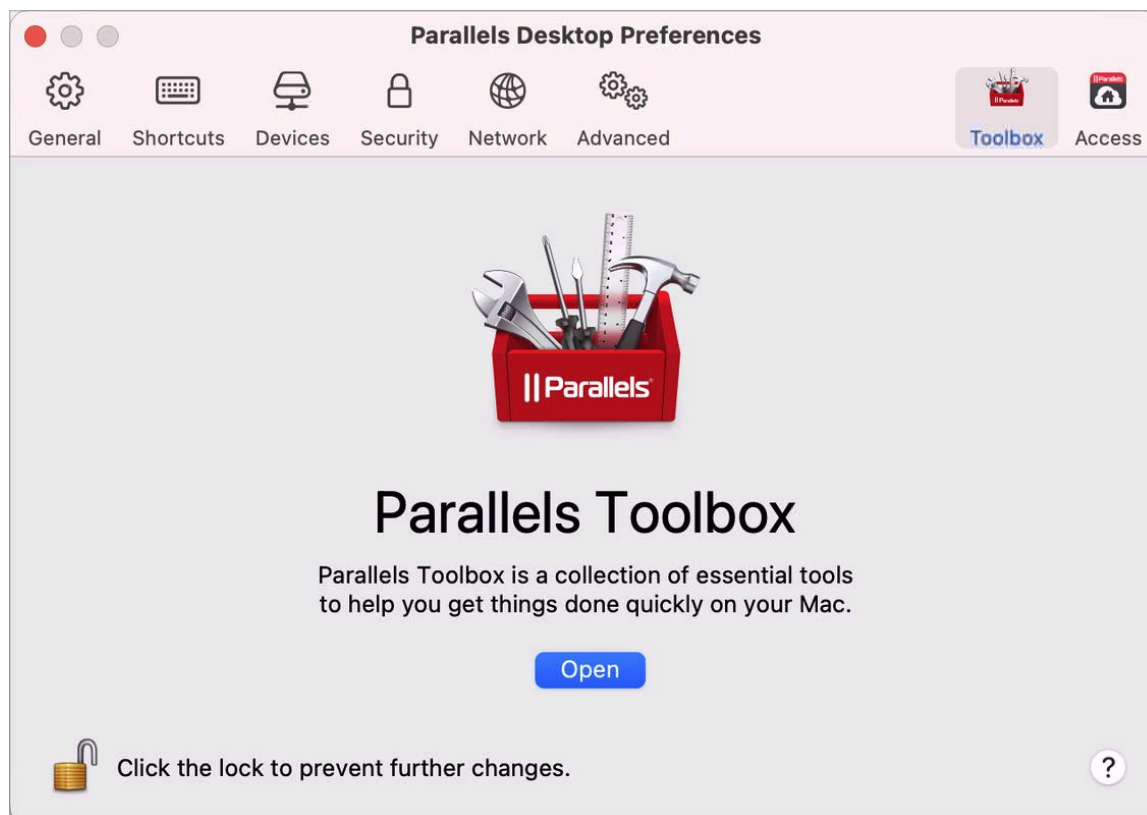 Parallels Desktop Preferences
General Shortcuts Devices Security Network Advanced Toolbox Access
|| Parallels
Parallels Toolbox
Parallels Toolbox is a collection of essential tools
to help you get things done quickly on your Mac.
Open
Click the lock to prevent further changes.
?